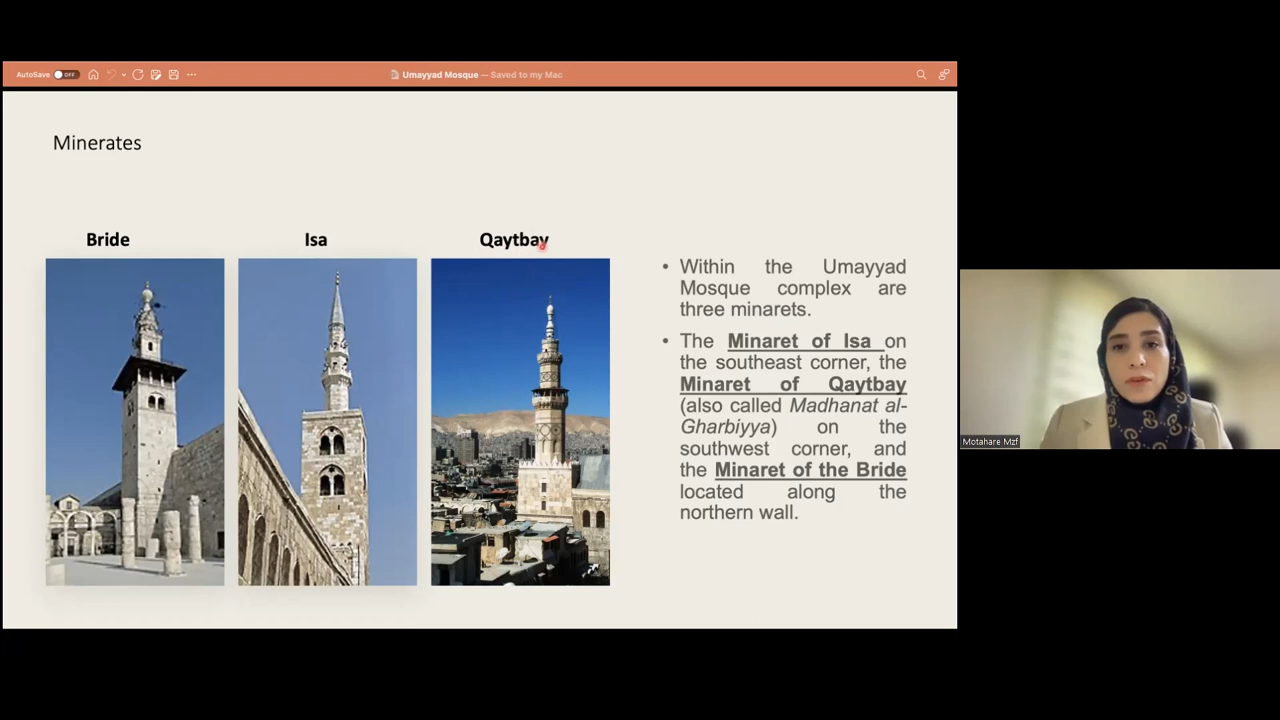 AutoSave OFF
Umayyad Mosque — Saved to my Mac
Minerates
Bride
Isa
Qaytbay
• Within the Umayyad
Mosque complex are
three minarets.
• The Minaret of Isa on
the southeast corner, the
Minaret of Qaytbay
(also called Madhanat al-
Gharbiyya) on the
southwest corner, and
the Minaret of the Bride
located along the
northern wall.
Motahare Mzf